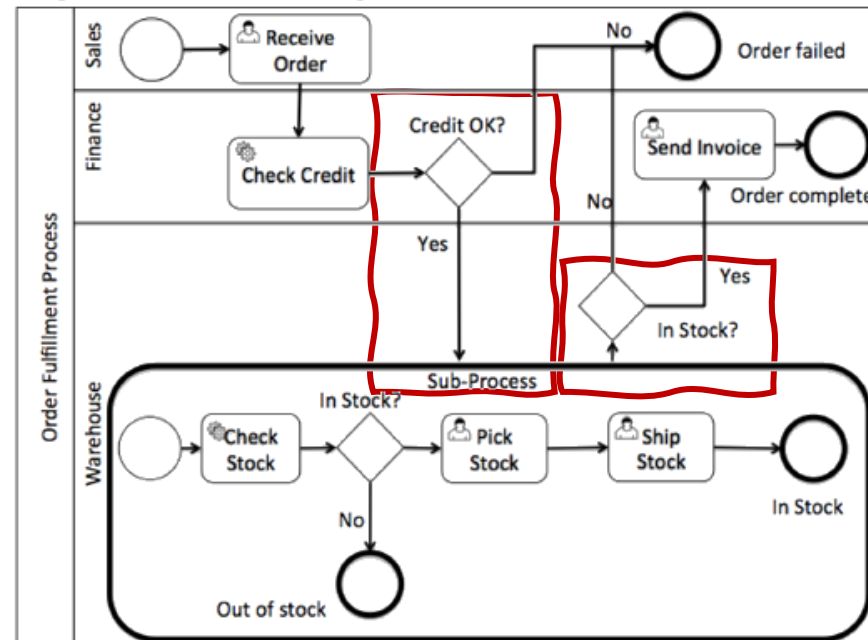 Order Fulfillment Process
Sales
Receive
Order
No
Order failed
Finance
Check Credit
Credit OK?
Send Invoice
Order complete
No
Yes
Yes
In Stock?
Warehouse
Sub-Process
In Stock?
Check
Stock
Pick
Stock
Ship
Stock
In Stock
No
Out of stock